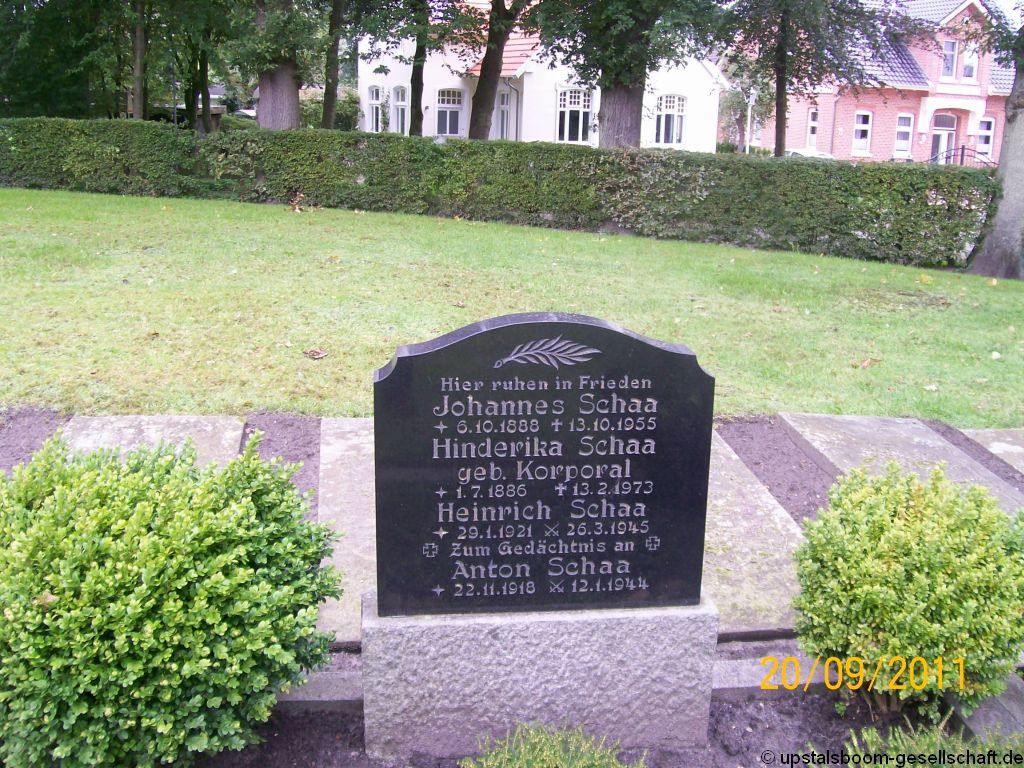 Hier ruhen in Frieden
Johannes Schaa
6.10.1888 ✝ 13.10.1955
Hinderika Schaa
geb. Korporal
1.7.1886 ✝ 13.2.1973
Heinrich Schaa
29.1.1921 ⚔ 26.3.1945
Zum Gedächtnis an
Anton Schaa
22.11.1918 ⚔ 12.1.1944
20/09/2011
© upstalsboom-gesellschaft.de